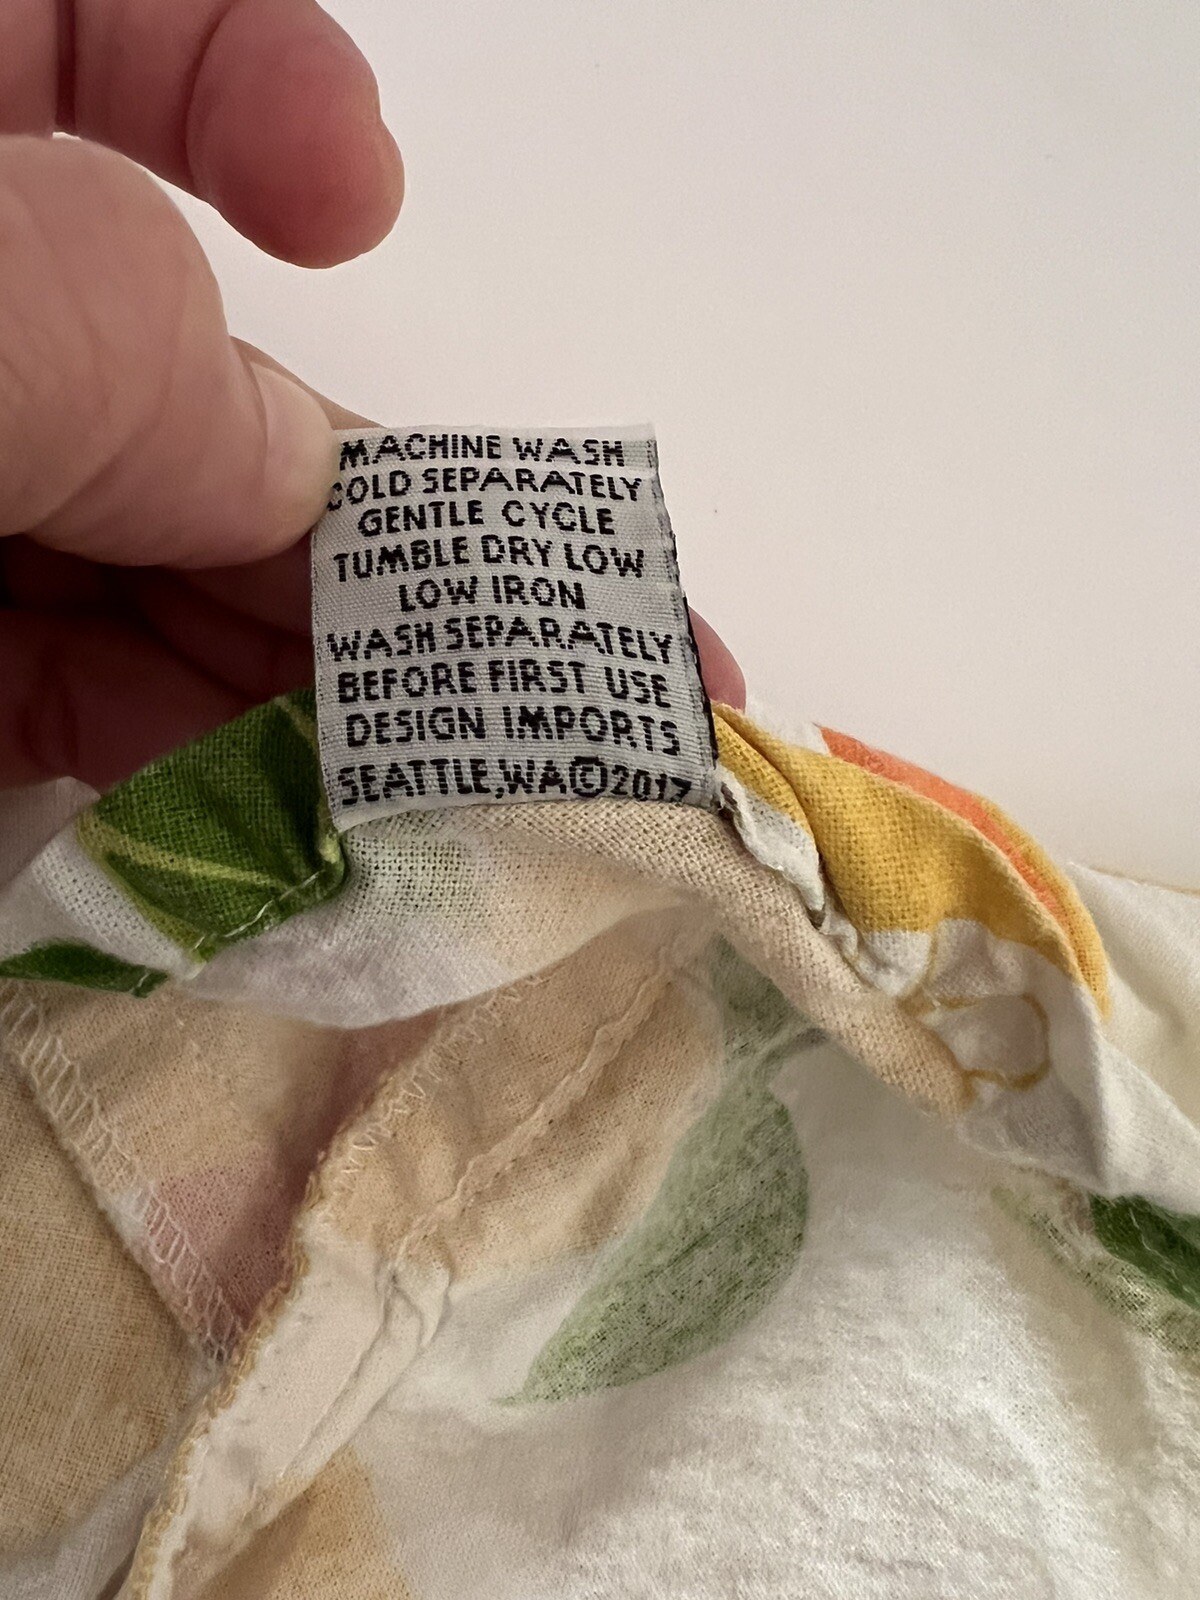 MACHINE WASH
COLD SEPARATELY
GENTLE CYCLE
TUMBLE DRY LOW
LOW IRON
WASH SEPARATELY
BEFORE FIRST USE
DESIGN IMPORTS
SEATTLE,WA©2017